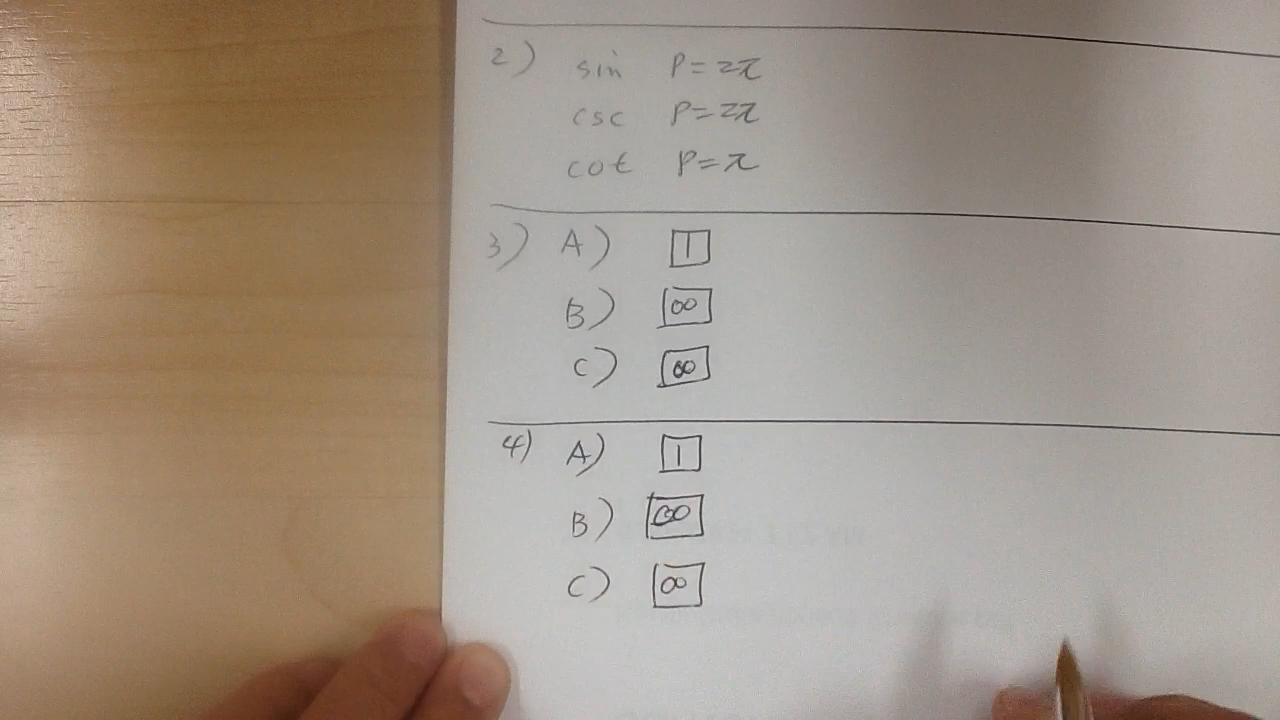 2) sin P=2π
csc P=2π
cot P=π
3) A) 1
B) ∞
C) ∞
4) A) 1
B) ∞
C) ∞